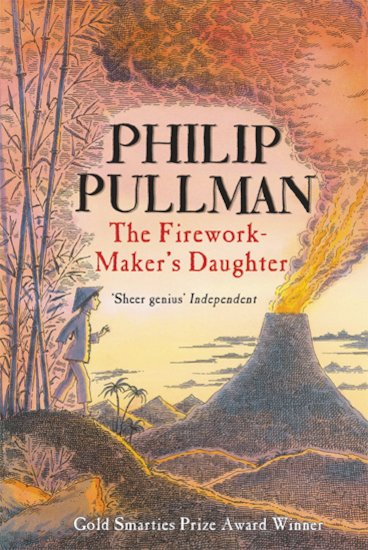 PHILIP
PULLMAN
The Firework-
Maker's Daughter
'Sheer genius' Independent
Gold Smarties Prize Award Winner